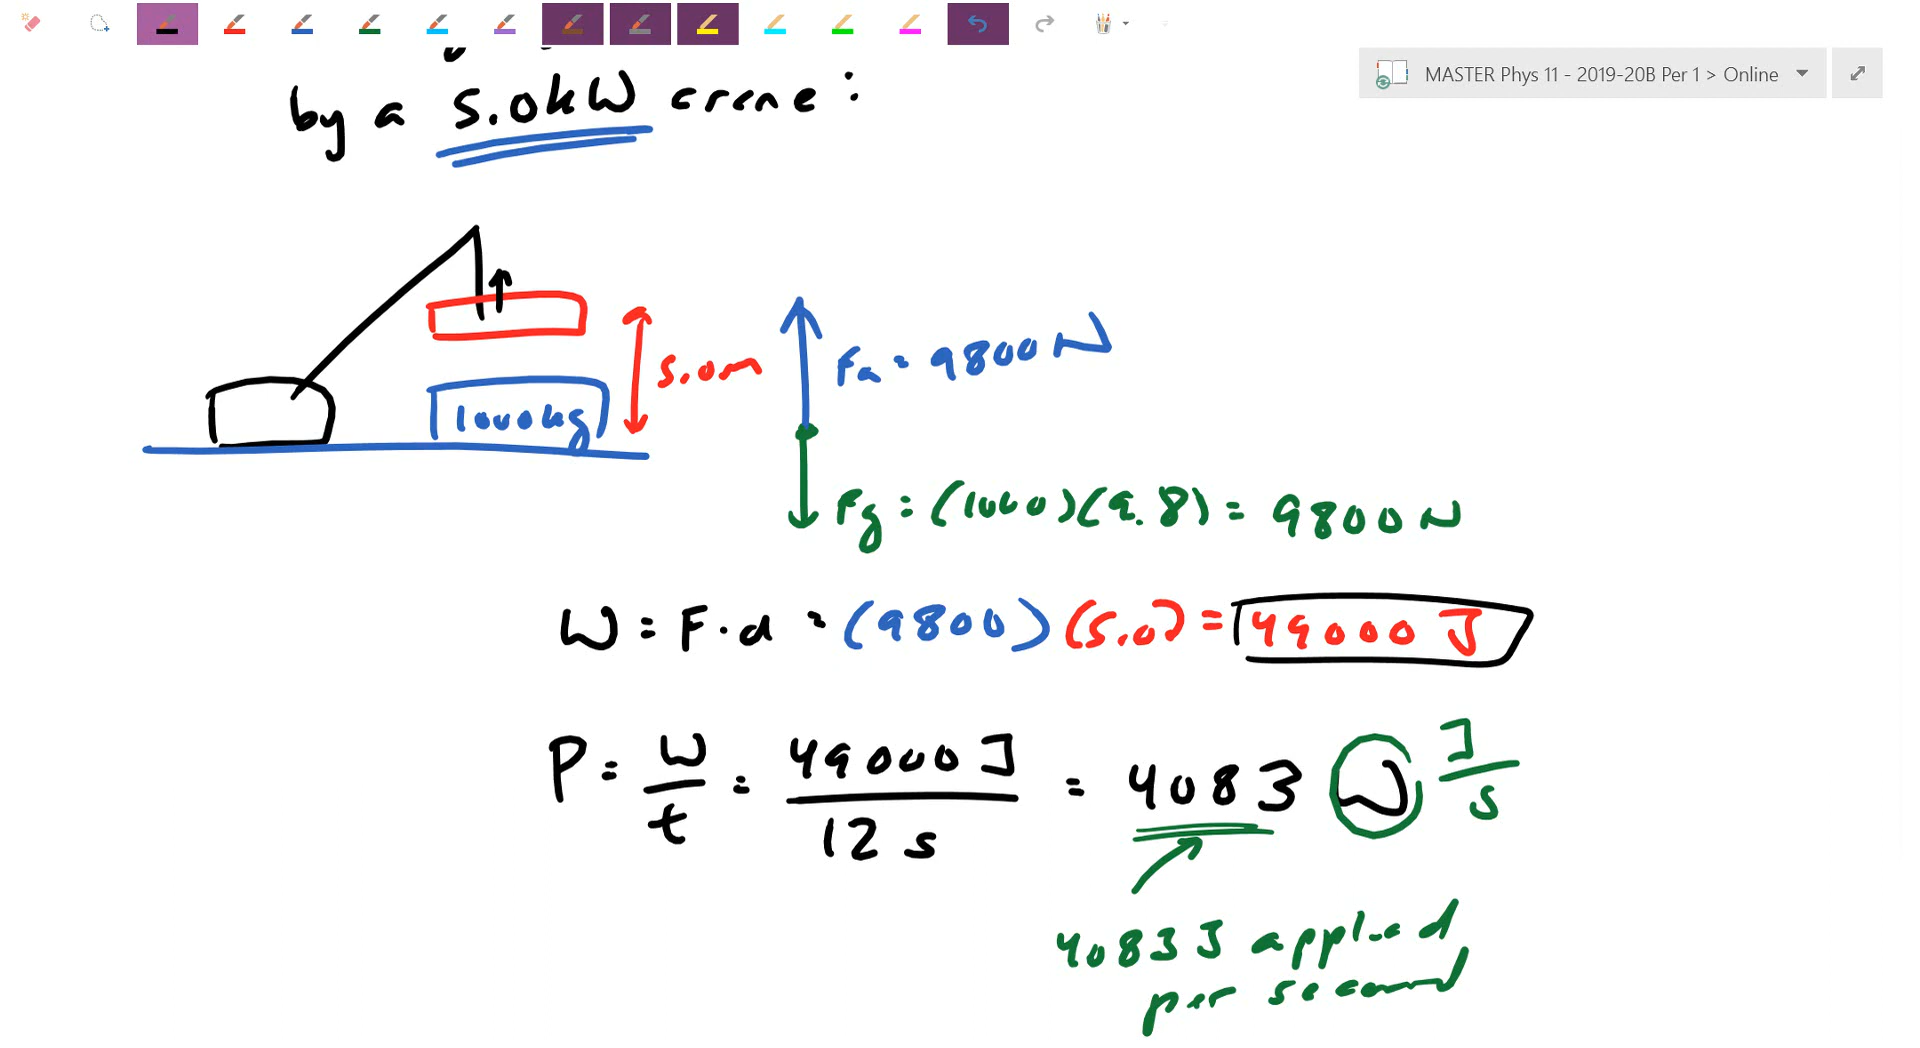 MASTER Phys 11 - 2019-20B Per 1 > Online
by a 5.0kW crane:
5.0m
1000kg
Fa = 9800 N
Fg = (1000)(9.8) = 9800 N
W = F·d = (9800)(5.0) = 49000 J
P = W/t = 49000 J/12 s = 4083 W J/s
4083 J applied
per second